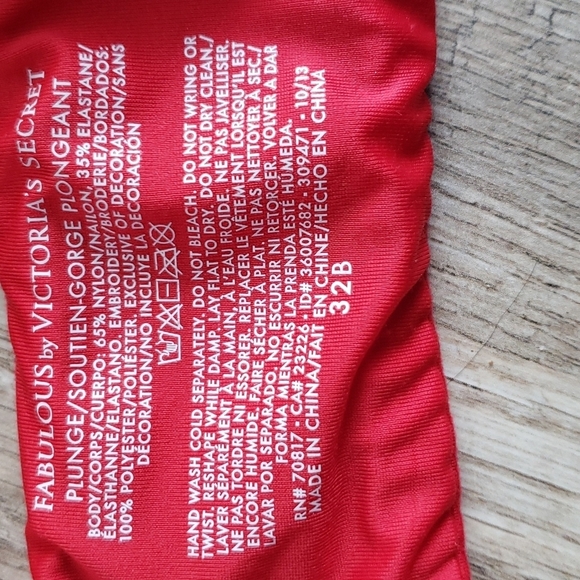 FABULOUS by VICTORIA'S SECRET
PLUNGE/SOUTIEN-GORGE PLONGEANT
BODY/CORPS/CUERPO: 65% NYLON/NAILON, 35% ELASTANE/
ÉLASTHANNE/ELASTANO. EMBROIDERY/BRODERIE/BORDADOS:
100% POLYESTER/POLIÉSTER, EXCLUSIVE OF DECORATION/SANS
DÉCORATION/NO INCLUYE LA DECORACIÓN
HAND WASH COLD SEPARATELY. DO NOT BLEACH. DO NOT WRING OR
TWIST. RESHAPE WHILE DAMP. LAY FLAT TO DRY. DO NOT DRY CLEAN./
LAVER SÉPARÉMENT À LA MAIN, À L'EAU FROIDE. NE PAS JAVELLISER.
NE PAS TORDRE NI ESSORER. REPLACER LE VÊTEMENT LORSQU'IL EST
ENCORE HUMIDE. FAIRE SÉCHER À PLAT. NE PAS NETTOYER À SEC./
LAVAR POR SEPARADO. NO ESCURRIR NI RETORCER. VOLVER A DAR
FORMA MIENTRAS LA PRENDA ESTÉ HÚMEDA.
RN# 70817 - CA# 23226 - ID# 36007682 - 309471 - 10/13
MADE IN CHINA/FAIT EN CHINE/HECHO EN CHINA
32B